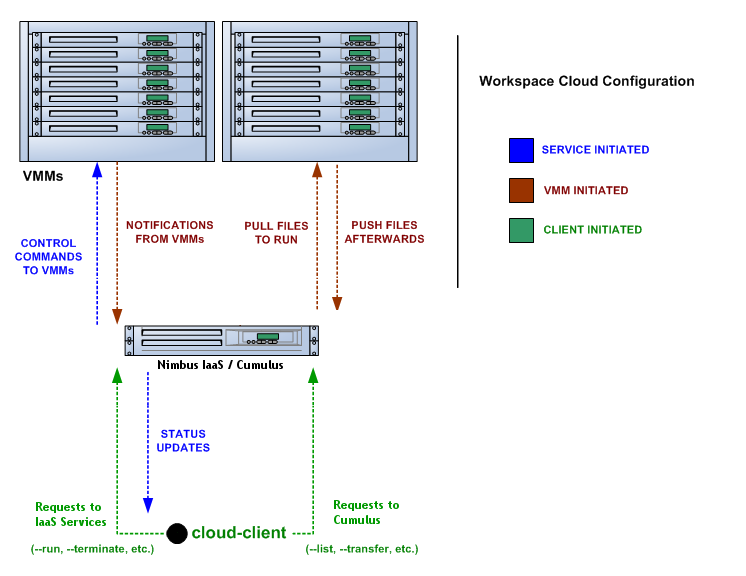 Workspace Cloud Configuration
SERVICE INITIATED
VMM INITIATED
CLIENT INITIATED
VMMs
NOTIFICATIONS
FROM VMMs
CONTROL
COMMANDS
TO VMMs
PULL FILES
TO RUN
PUSH FILES
AFTERWARDS
Nimbus IaaS / Cumulus
STATUS
UPDATES
Requests to
IaaS Services
(--run, --terminate, etc.)
cloud-client
Requests to
Cumulus
(--list, --transfer, etc.)